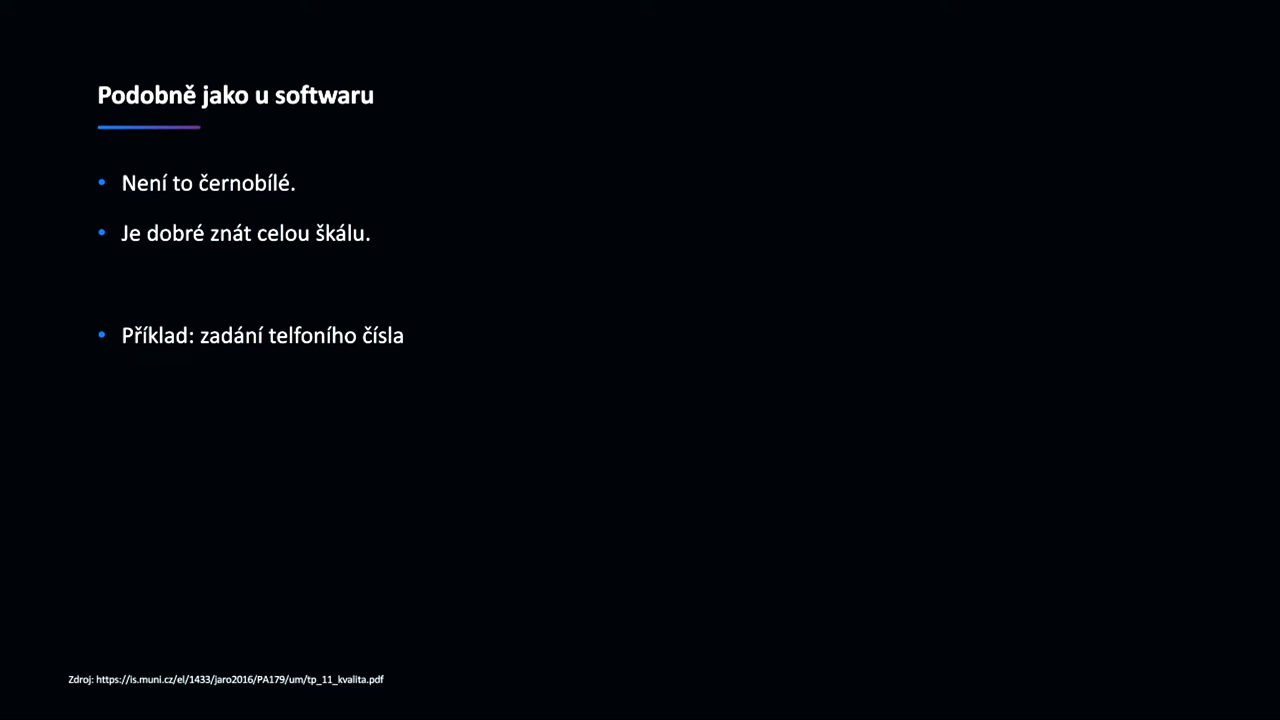 Podobně jako u softwaru
• Není to černobílé.
• Je dobré znát celou škálu.
• Příklad: zadání telfoního čísla
Zdroj: https://is.muni.cz/el/1433/jaro2016/PA179/um/tp_11_kvalita.pdf